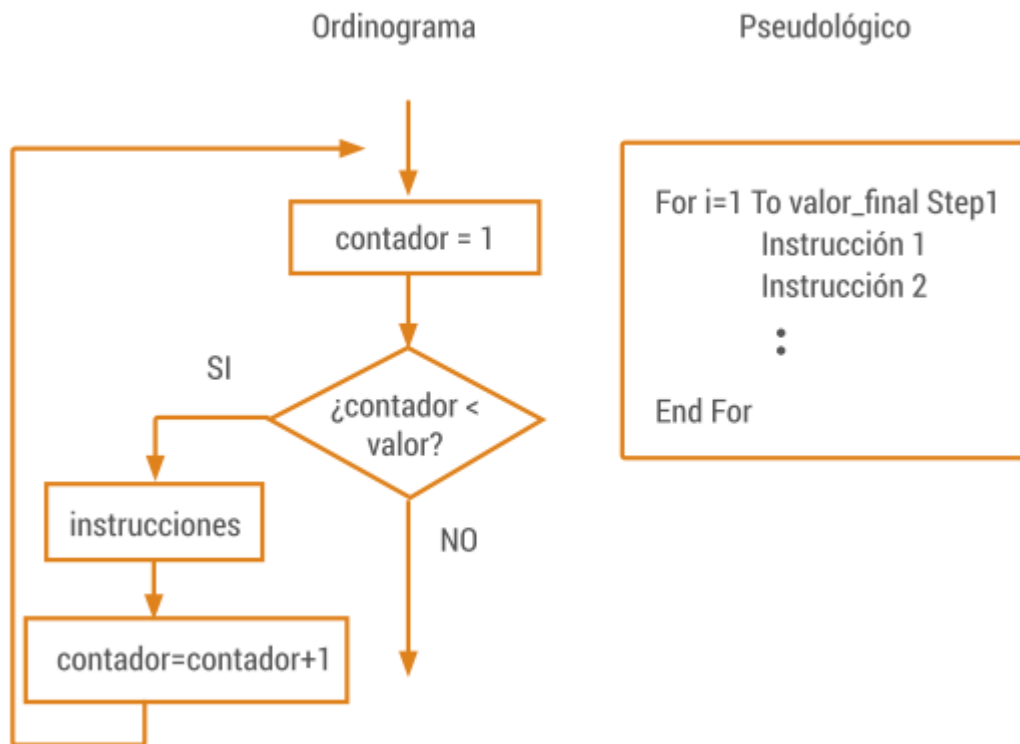 Ordinograma
Pseudológico
contador = 1
SI
¿contador <
valor?
instrucciones
NO
contador=contador+1
For i=1 To valor_final Step1
Instrucción 1
Instrucción 2
:
End For